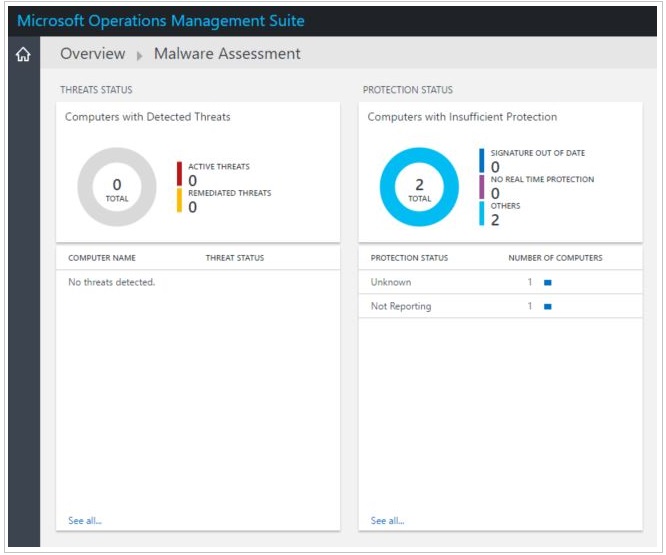 Microsoft Operations Management Suite
Overview ▶ Malware Assessment
THREATS STATUS
Computers with Detected Threats
0
TOTAL
ACTIVE THREATS
0
REMEDIATED THREATS
0
COMPUTER NAME THREAT STATUS
No threats detected.
See all...
PROTECTION STATUS
Computers with Insufficient Protection
2
TOTAL
SIGNATURE OUT OF DATE
0
NO REAL TIME PROTECTION
0
OTHERS
2
PROTECTION STATUS NUMBER OF COMPUTERS
Unknown 1
Not Reporting 1
See all...